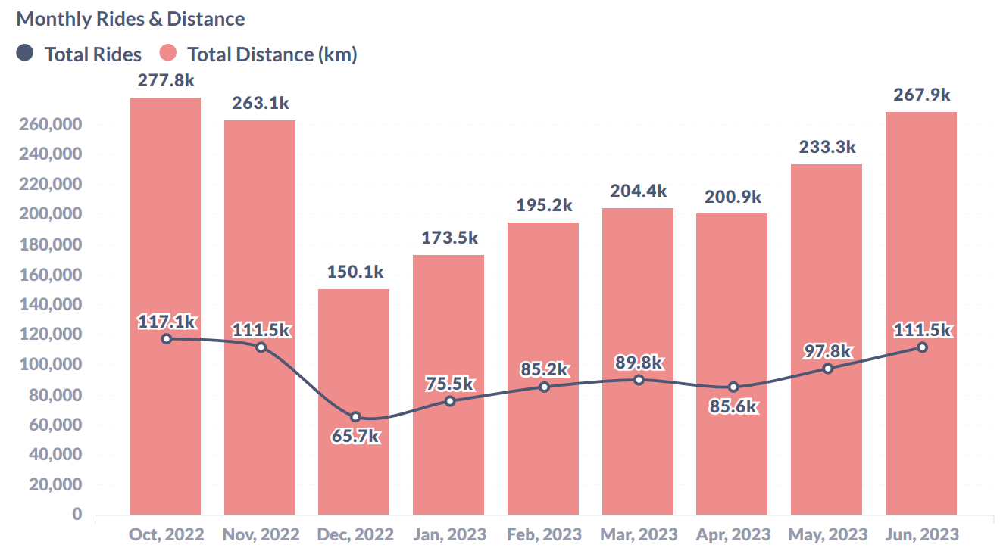 Monthly Rides & Distance
Total Rides Total Distance (km)
277.8k
263.1k
150.1k
173.5k
195.2k
204.4k
200.9k
233.3k
267.9k
117.1k
111.5k
65.7k
75.5k
85.2k
89.8k
85.6k
97.8k
111.5k
260,000
240,000
220,000
200,000
180,000
160,000
140,000
120,000
100,000
80,000
60,000
40,000
20,000
0
Oct, 2022 Nov, 2022 Dec, 2022 Jan, 2023 Feb, 2023 Mar, 2023 Apr, 2023 May, 2023 Jun, 2023